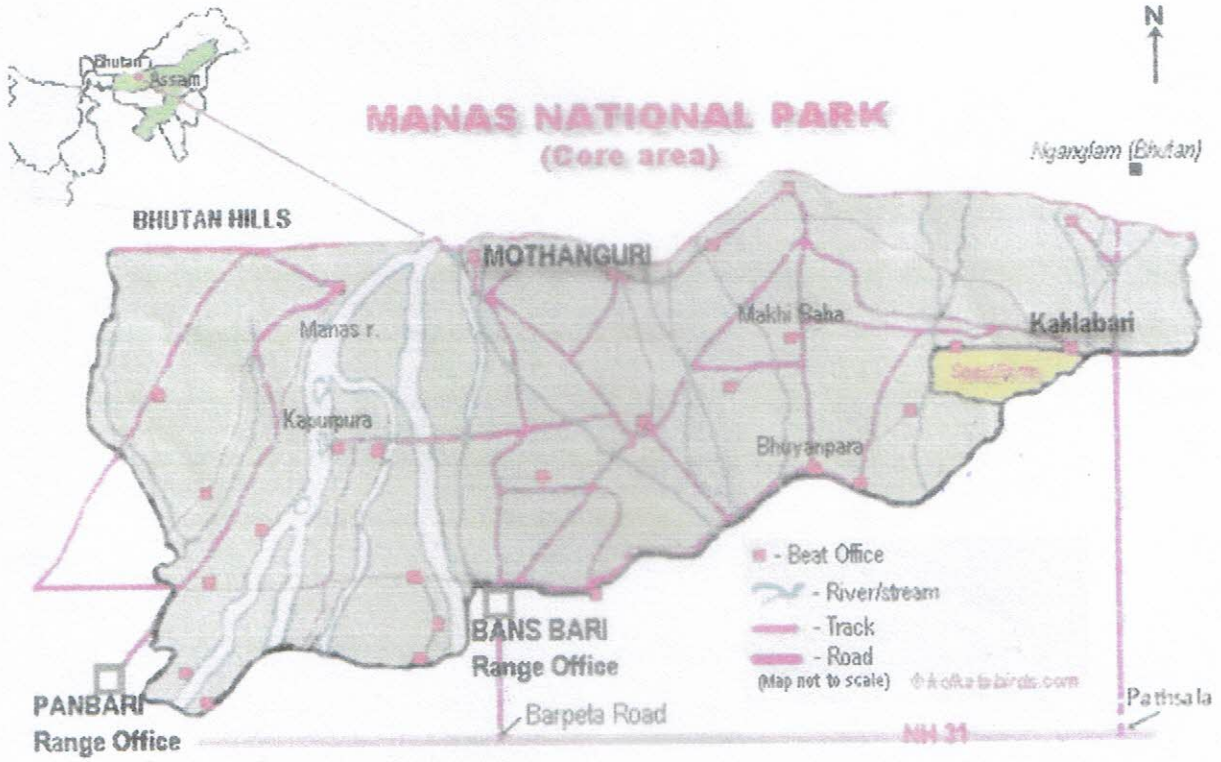 Bhutan
Assam
N
MANAS NATIONAL PARK
(Core area)
Nganglam (Bhutan)
BHUTAN HILLS
MOTHANGURI
Manas r.
Makhi Baha
Kaklabari
Kapurpura
Bhuyanpara
- Beat Office
- River/stream
- Track
- Road
(Map not to scale) © kolkatabirds.com
BANS BARI
Range Office
PANBARI
Range Office
Barpeta Road
Pathsala
NH 31